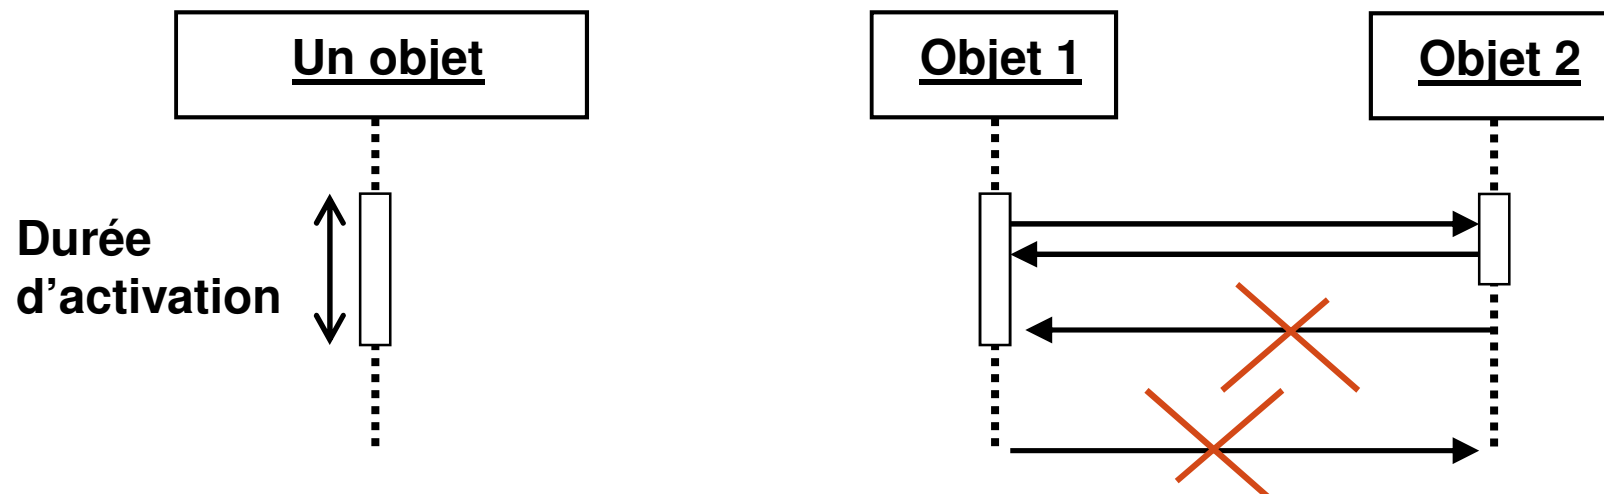 Un objet
Objet 1
Objet 2
Durée
d’activation